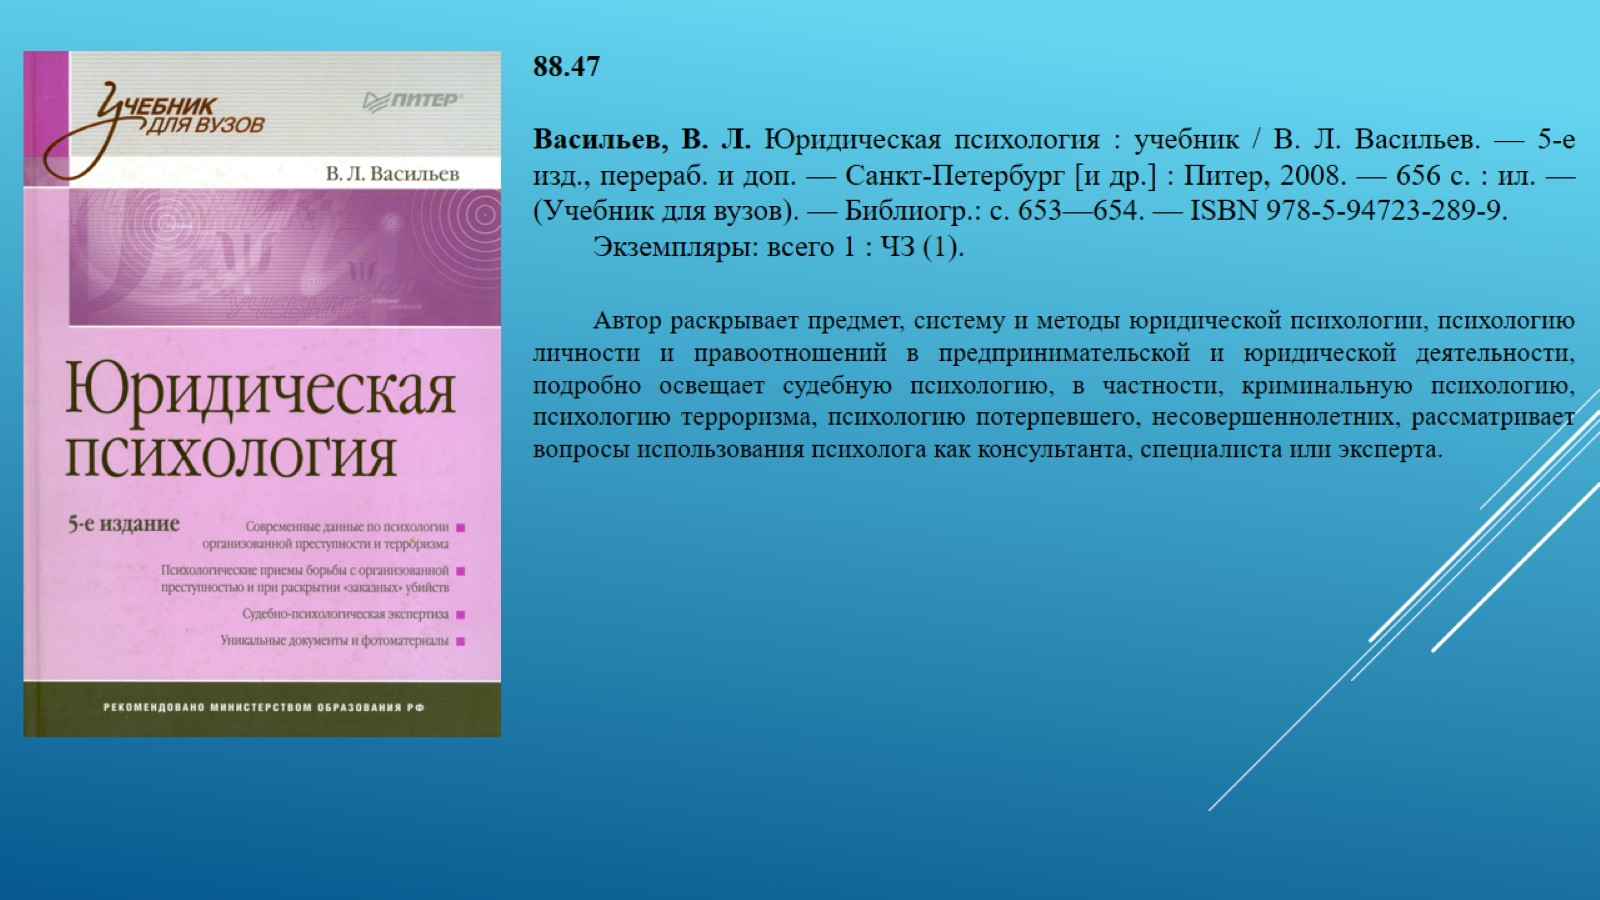 Учебник
для вузов
ПИТЕР®
В. Л. Васильев
УЧЕБНИК
Юридическая
психология
5-е издание
Современные данные по психологии
организованной преступности и терроризма
Психологические приемы борьбы с организованной
преступностью и при раскрытии «заказных» убийств
Судебно-психологическая экспертиза
Уникальные документы и фотоматериалы
РЕКОМЕНДОВАНО МИНИСТЕРСТВОМ ОБРАЗОВАНИЯ РФ
88.47
Васильев, В. Л. Юридическая психология : учебник / В. Л. Васильев. — 5-е
изд., перераб. и доп. — Санкт-Петербург [и др.] : Питер, 2008. — 656 с. : ил. —
(Учебник для вузов). — Библиогр.: с. 653—654. — ISBN 978-5-94723-289-9.
Экземпляры: всего 1 : ЧЗ (1).
Автор раскрывает предмет, систему и методы юридической психологии, психологию
личности и правоотношений в предпринимательской и юридической деятельности,
подробно освещает судебную психологию, в частности, криминальную психологию,
психологию терроризма, психологию потерпевшего, несовершеннолетних, рассматривает
вопросы использования психолога как консультанта, специалиста или эксперта.